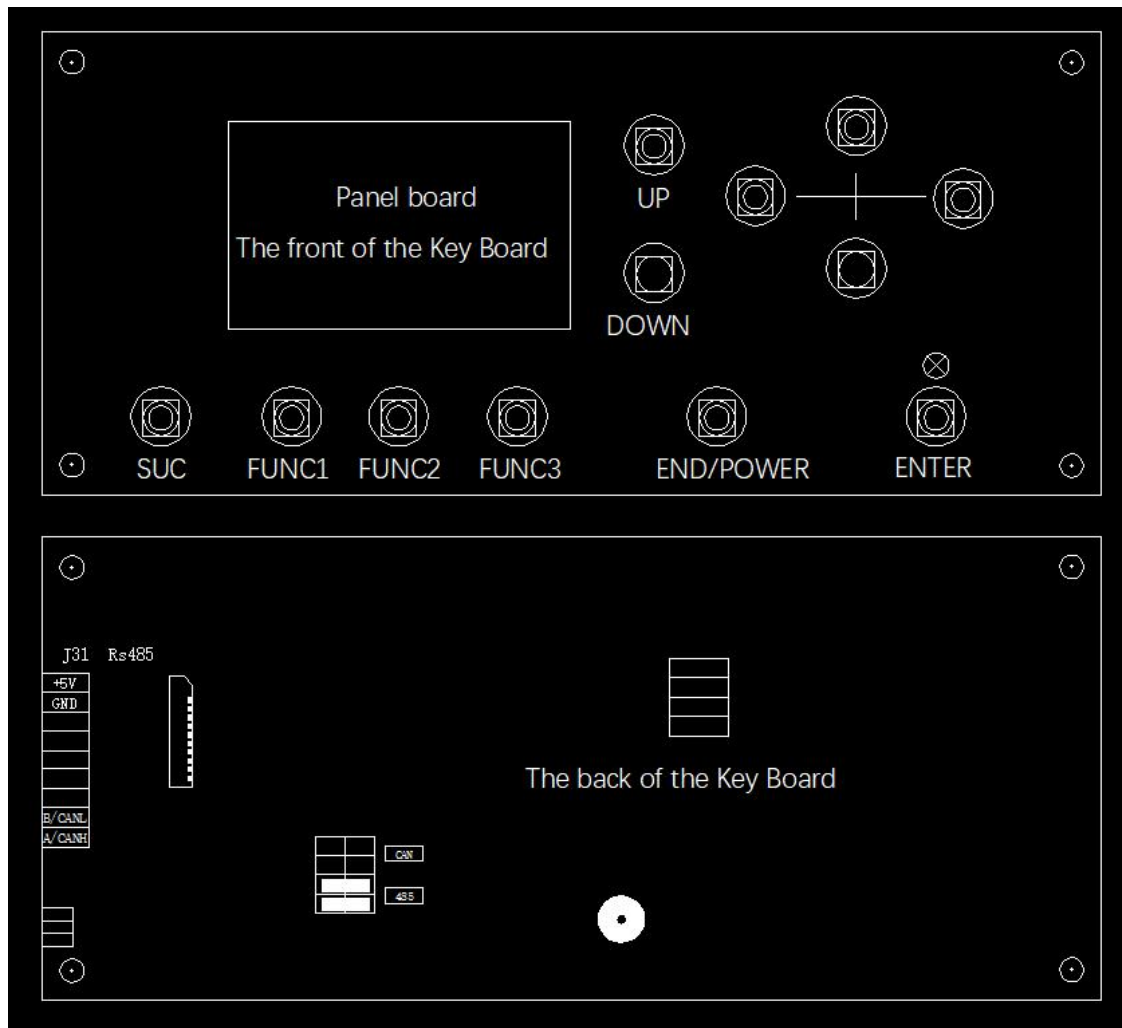 Panel board
The front of the Key Board
UP
DOWN
SUC FUNC1 FUNC2 FUNC3 END/POWER ENTER
J31 Rs485
+5V
GND
The back of the Key Board
B/CANL
A/CANH
CAN
485